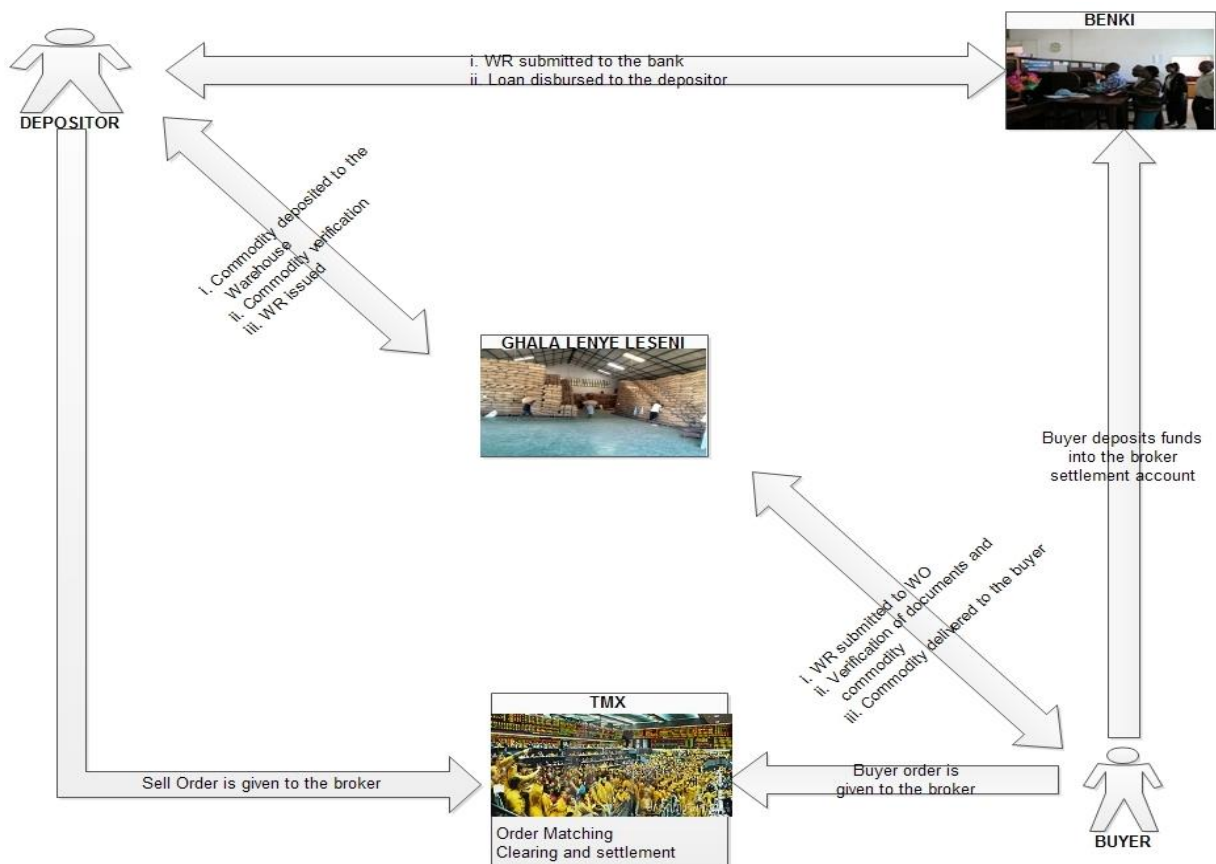 BENKI
i. WR submitted to the bank
ii. Loan disbursed to the depositor
DEPOSITOR
i. Commodity deposited to the
Warehouse
ii. Commodity verification
iii. WR issued
GHALA LENYE LESENI
Buyer deposits funds
into the broker
settlement account
i. WR submitted to WO
ii. Verification of documents and
commodity
iii. Commodity delivered to the buyer
TMX
Sell Order is given to the broker
Buyer order is
given to the broker
Order Matching
Clearing and settlement
BUYER